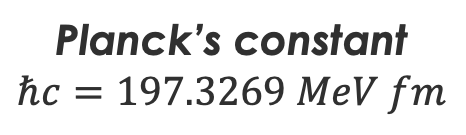 Planck's constant
ℏc = 197.3269 MeV fm